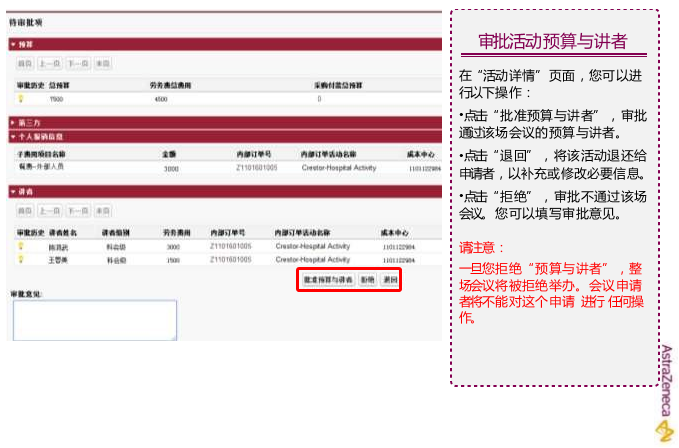 待审批项
预算
首页 上一页 下一页 末页
审批历史 总预算 劳务费总费用 采购付款总预算
7500 4500 0
第三方
个人报销信息
子费用项目名称 金额 内部订单号 内部订单活动名称 成本中心
餐费-外部人员 3000 Z1101601005 Crestor-Hospital Activity 1101122984
讲者
首页 上一页 下一页 末页
审批历史 讲者姓名 讲者级别 劳务费用 内部订单号 内部订单活动名称 成本中心
科会级 3000 Z1101601005 Crestor-Hospital Activity 1101122984
科会级 1500 Z1101601005 Crestor-Hospital Activity 1101122984
批准预算与讲者 拒绝 退回
审批意见:
审批活动预算与讲者
在“活动详情”页面，您可以进
行以下操作：
•点击“批准预算与讲者”，审批
通过该场会议的预算与讲者。
•点击“退回”，将该活动退还给
申请者，以补充或修改必要信息。
•点击“拒绝”，审批不通过该场
会议。您可以填写审批意见。
请注意：
一旦您拒绝“预算与讲者”，整
场会议将被拒绝举办。会议申请
者将不能对这个申请 进行任何操
作。
AstraZeneca